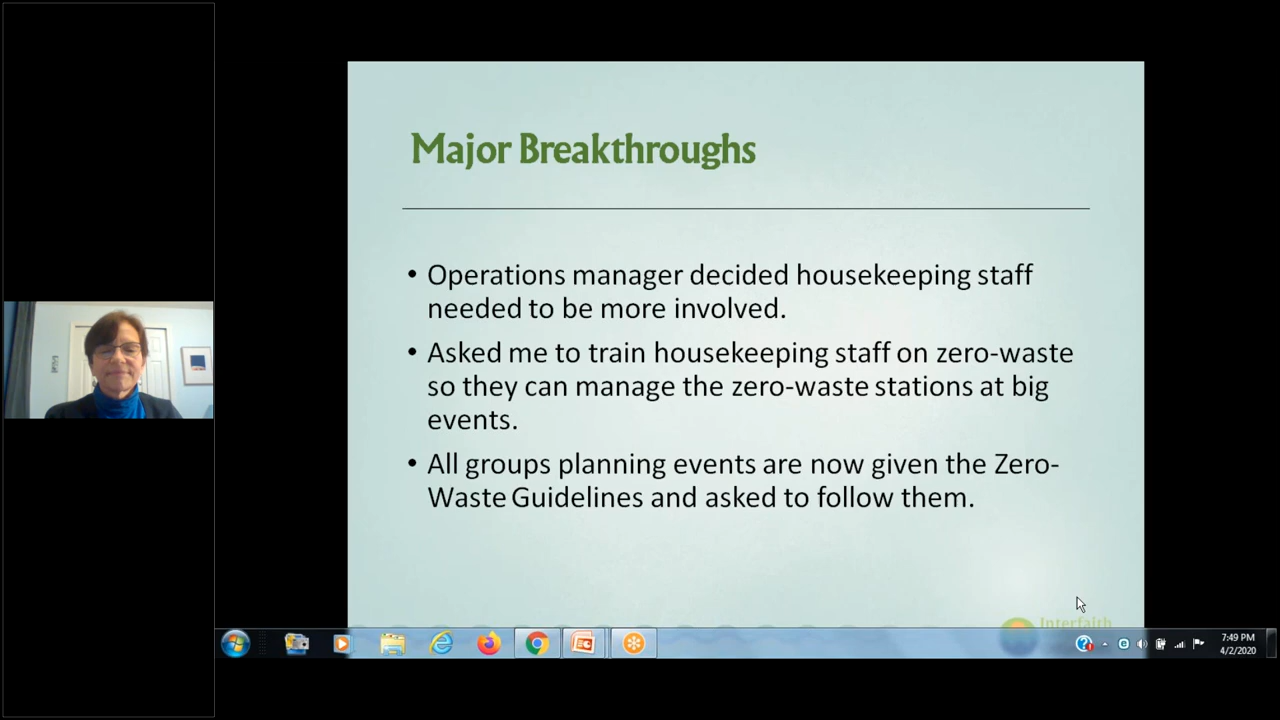 Major Breakthroughs
• Operations manager decided housekeeping staff
needed to be more involved.
• Asked me to train housekeeping staff on zero-waste
so they can manage the zero-waste stations at big
events.
• All groups planning events are now given the Zero-
Waste Guidelines and asked to follow them.
Interfaith
7:49 PM
4/2/2020